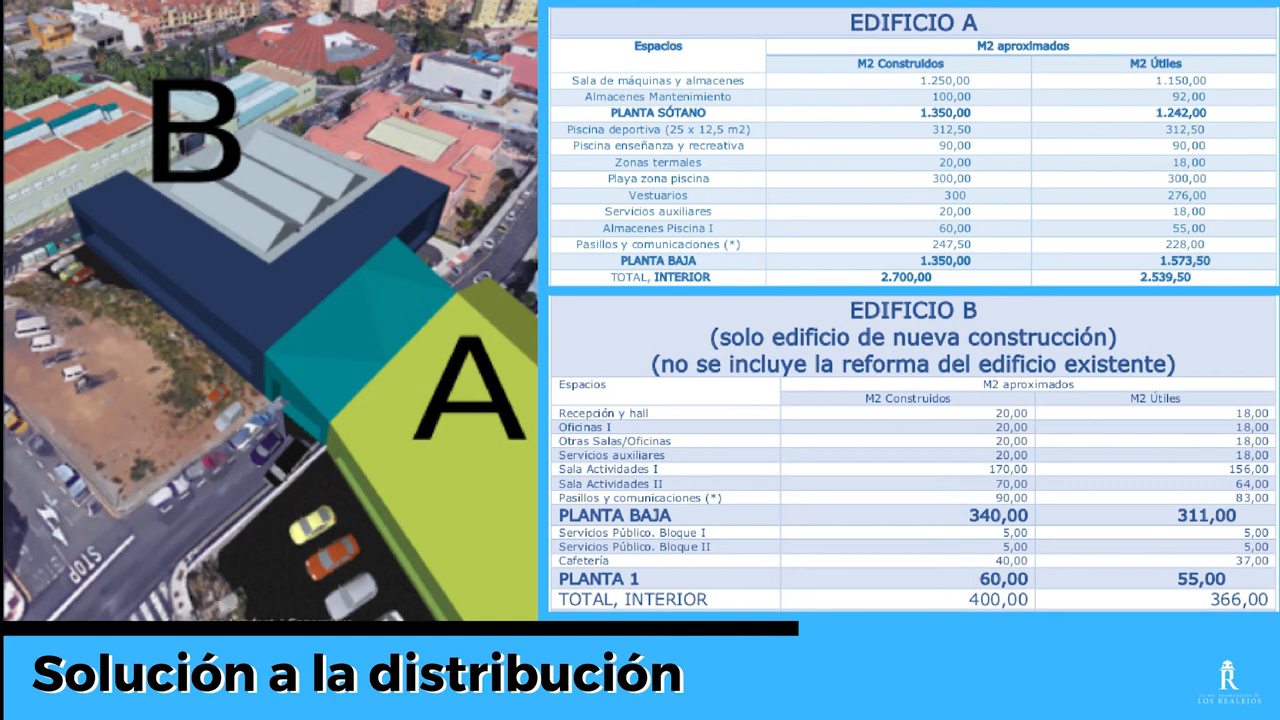 B
A
STOP
EDIFICIO A
Espacios M2 aproximados
M2 Construidos M2 Útiles
Sala de máquinas y almacenes 1.250,00 1.150,00
Almacenes Mantenimiento 100,00 92,00
PLANTA SÓTANO 1.350,00 1.242,00
Piscina deportiva (25 x 12,5 m2) 312,50 312,50
Piscina enseñanza y recreativa 90,00 90,00
Zonas termales 20,00 18,00
Playa zona piscina 300,00 300,00
Vestuarios 300 276,00
Servicios auxiliares 20,00 18,00
Almacenes Piscina I 60,00 55,00
Pasillos y comunicaciones (*) 247,50 228,00
PLANTA BAJA 1.350,00 1.573,50
TOTAL, INTERIOR 2.700,00 2.539,50
EDIFICIO B
(solo edificio de nueva construcción)
(no se incluye la reforma del edificio existente)
Espacios M2 aproximados
M2 Construidos M2 Útiles
Recepción y hall 20,00 18,00
Oficinas I 20,00 18,00
Otras Salas/Oficinas 20,00 18,00
Servicios auxiliares 20,00 18,00
Sala Actividades I 170,00 156,00
Sala Actividades II 70,00 64,00
Pasillos y comunicaciones (*) 90,00 83,00
PLANTA BAJA 340,00 311,00
Servicios Público. Bloque I 5,00 5,00
Servicios Público. Bloque II 5,00 5,00
Cafetería 40,00 37,00
PLANTA 1 60,00 55,00
TOTAL, INTERIOR 400,00 366,00
Solución a la distribución
R
LOS REALEJOS